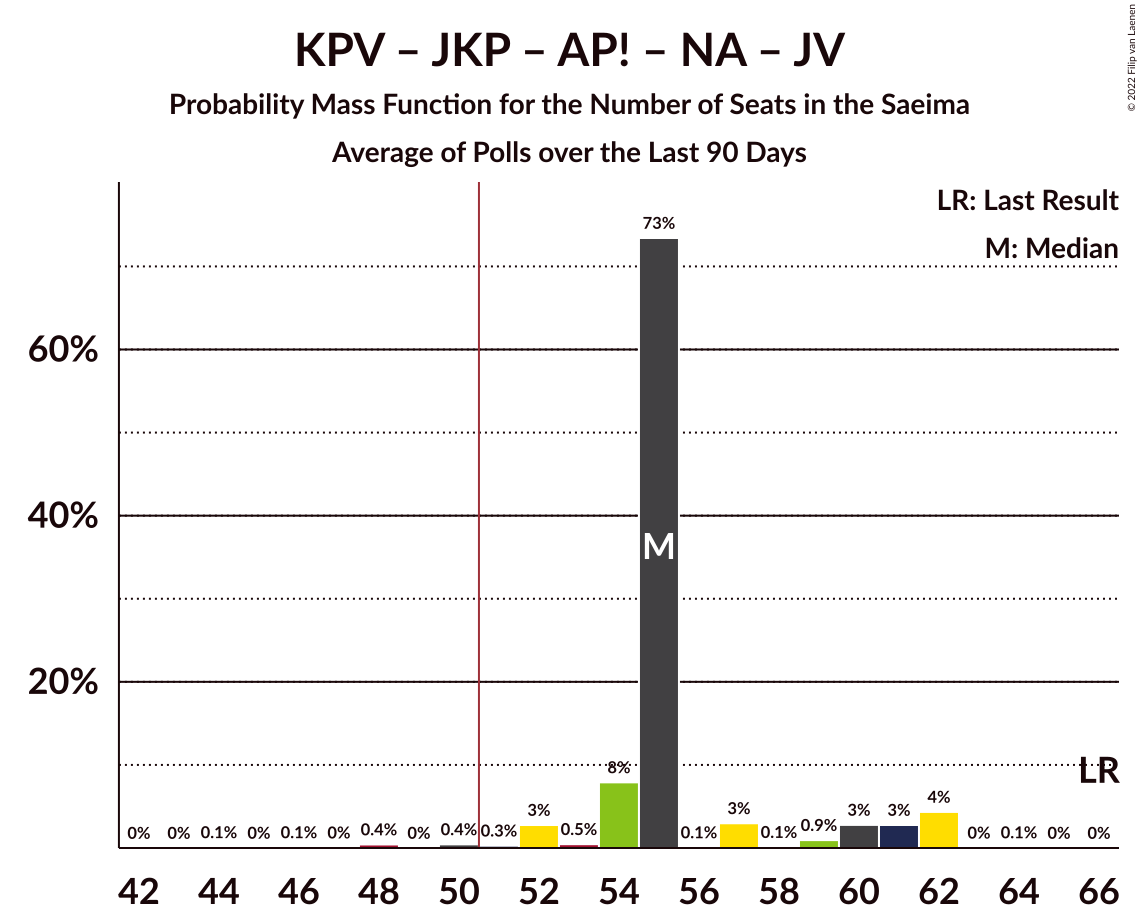 KPV – JKP – AP! – NA – JV
Probability Mass Function for the Number of Seats in the Saeima
Average of Polls over the Last 90 Days
© 2022 Filip van Laenen
LR: Last Result
M: Median
60%
40%
20%
0% 0% 0.1% 0% 0.1% 0% 0.4% 0% 0.4% 0.3% 3% 0.5% 8% 73% 0.1% 3% 0.1% 0.9% 3% 3% 4% 0% 0.1% 0% 0%
M
LR
42 44 46 48 50 52 54 56 58 60 62 64 66